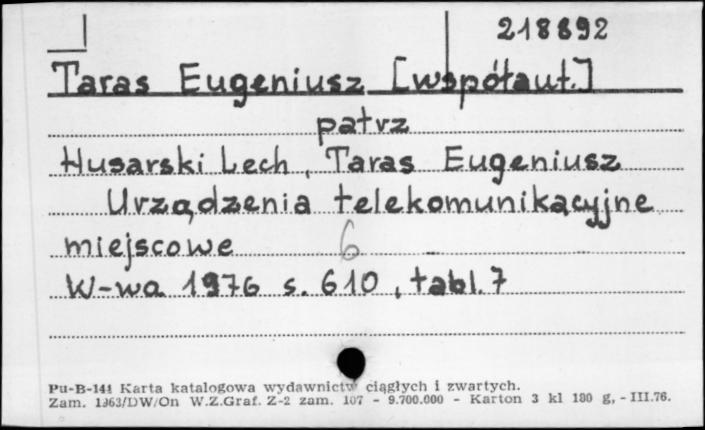 218892
Taras Eugeniusz [współaut.]
patrz
Husarski Lech, Taras Eugeniusz
Urządzenia telekomunikacyjne
miejscowe 6
W-wa 1976 s. 610, tabl. 7
Pu-B-141 Karta katalogowa wydawnictw ciągłych i zwartych.
Zam. 1363/DW/On W.Z.Graf. Z-2 zam. 107 - 9.700.000 - Karton 3 kl 180 g, - III.76.